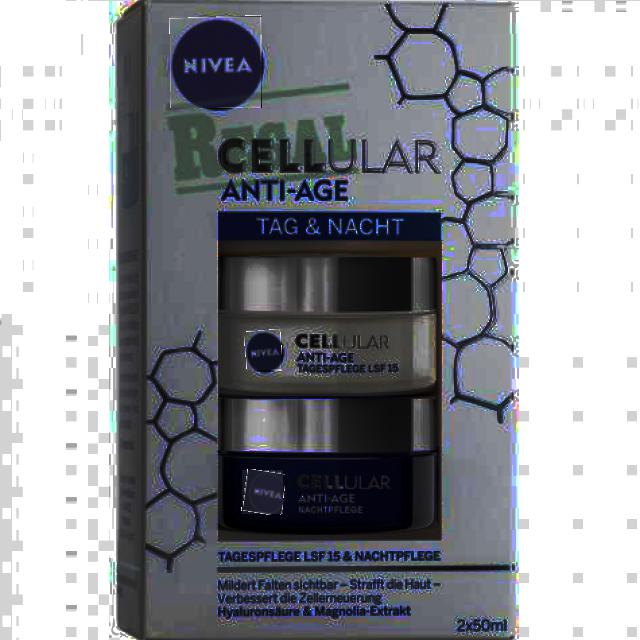 NIVEA
REGAL
CELLULAR
ANTI-AGE
TAG & NACHT
NIVEA
CELLULAR
ANTI-AGE
TAGESPFLEGE LSF 15
NIVEA
CELLULAR
ANTI-AGE
NACHTPFLEGE
TAGESPFLEGE LSF 15 & NACHTPFLEGE
Mildert Falten sichtbar – Strafft die Haut –
Verbessert die Zellerneuerung
Hyaluronsäure & Magnolia-Extrakt
2x50ml